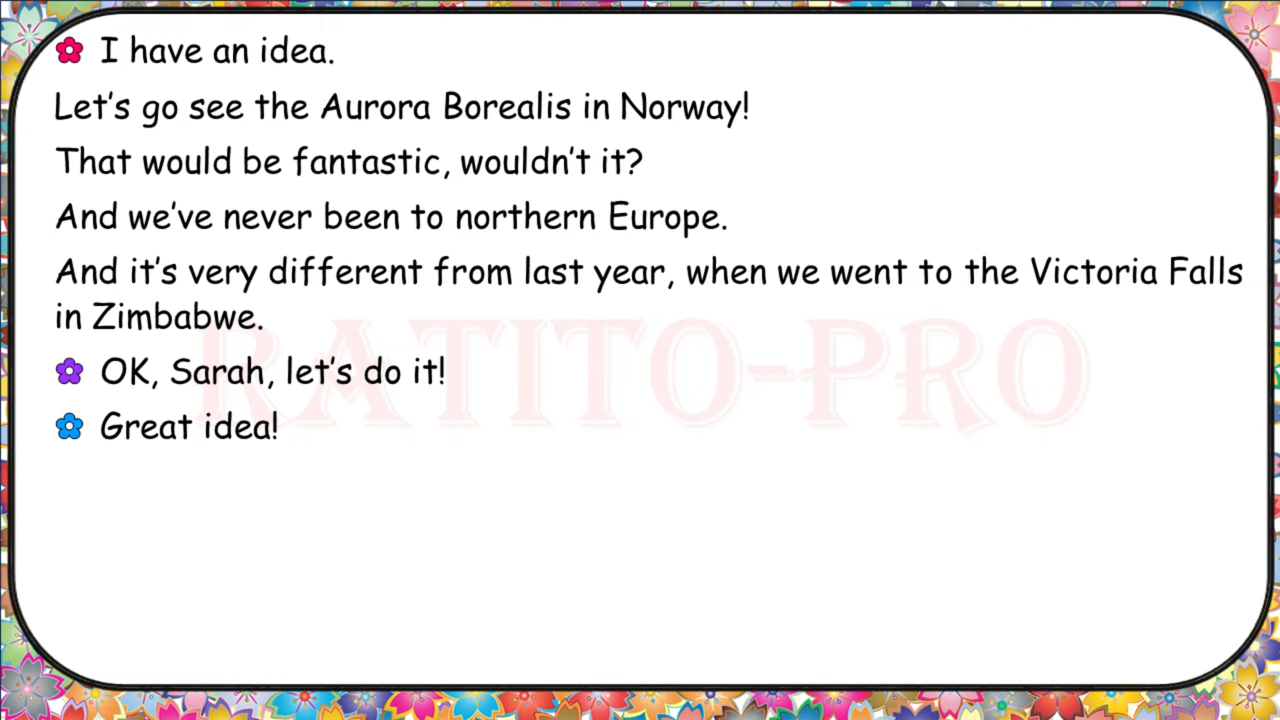 I have an idea.
Let's go see the Aurora Borealis in Norway!
That would be fantastic, wouldn't it?
And we've never been to northern Europe.
And it's very different from last year, when we went to the Victoria Falls
in Zimbabwe.
RATITO-PRO
OK, Sarah, let's do it!
Great idea!